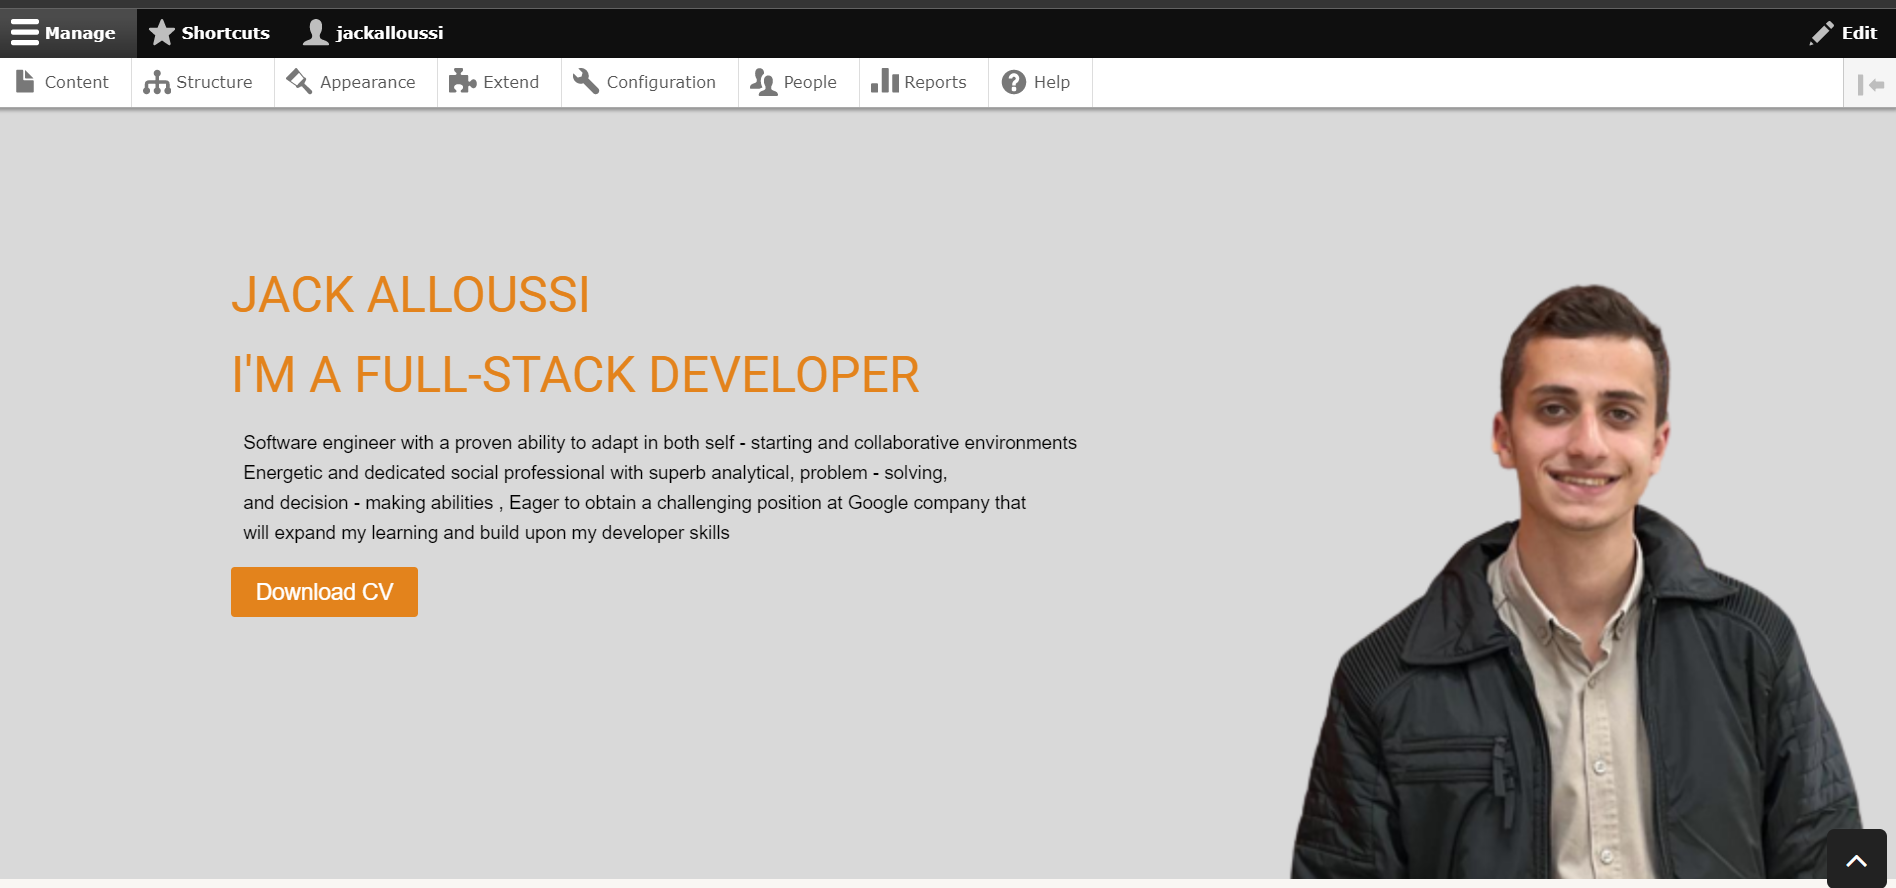 Manage Shortcuts jackalloussi Edit
Content Structure Appearance Extend Configuration People Reports Help
JACK ALLOUSSI
I'M A FULL-STACK DEVELOPER
Software engineer with a proven ability to adapt in both self - starting and collaborative environments
Energetic and dedicated social professional with superb analytical, problem - solving,
and decision - making abilities , Eager to obtain a challenging position at Google company that
will expand my learning and build upon my developer skills
Download CV